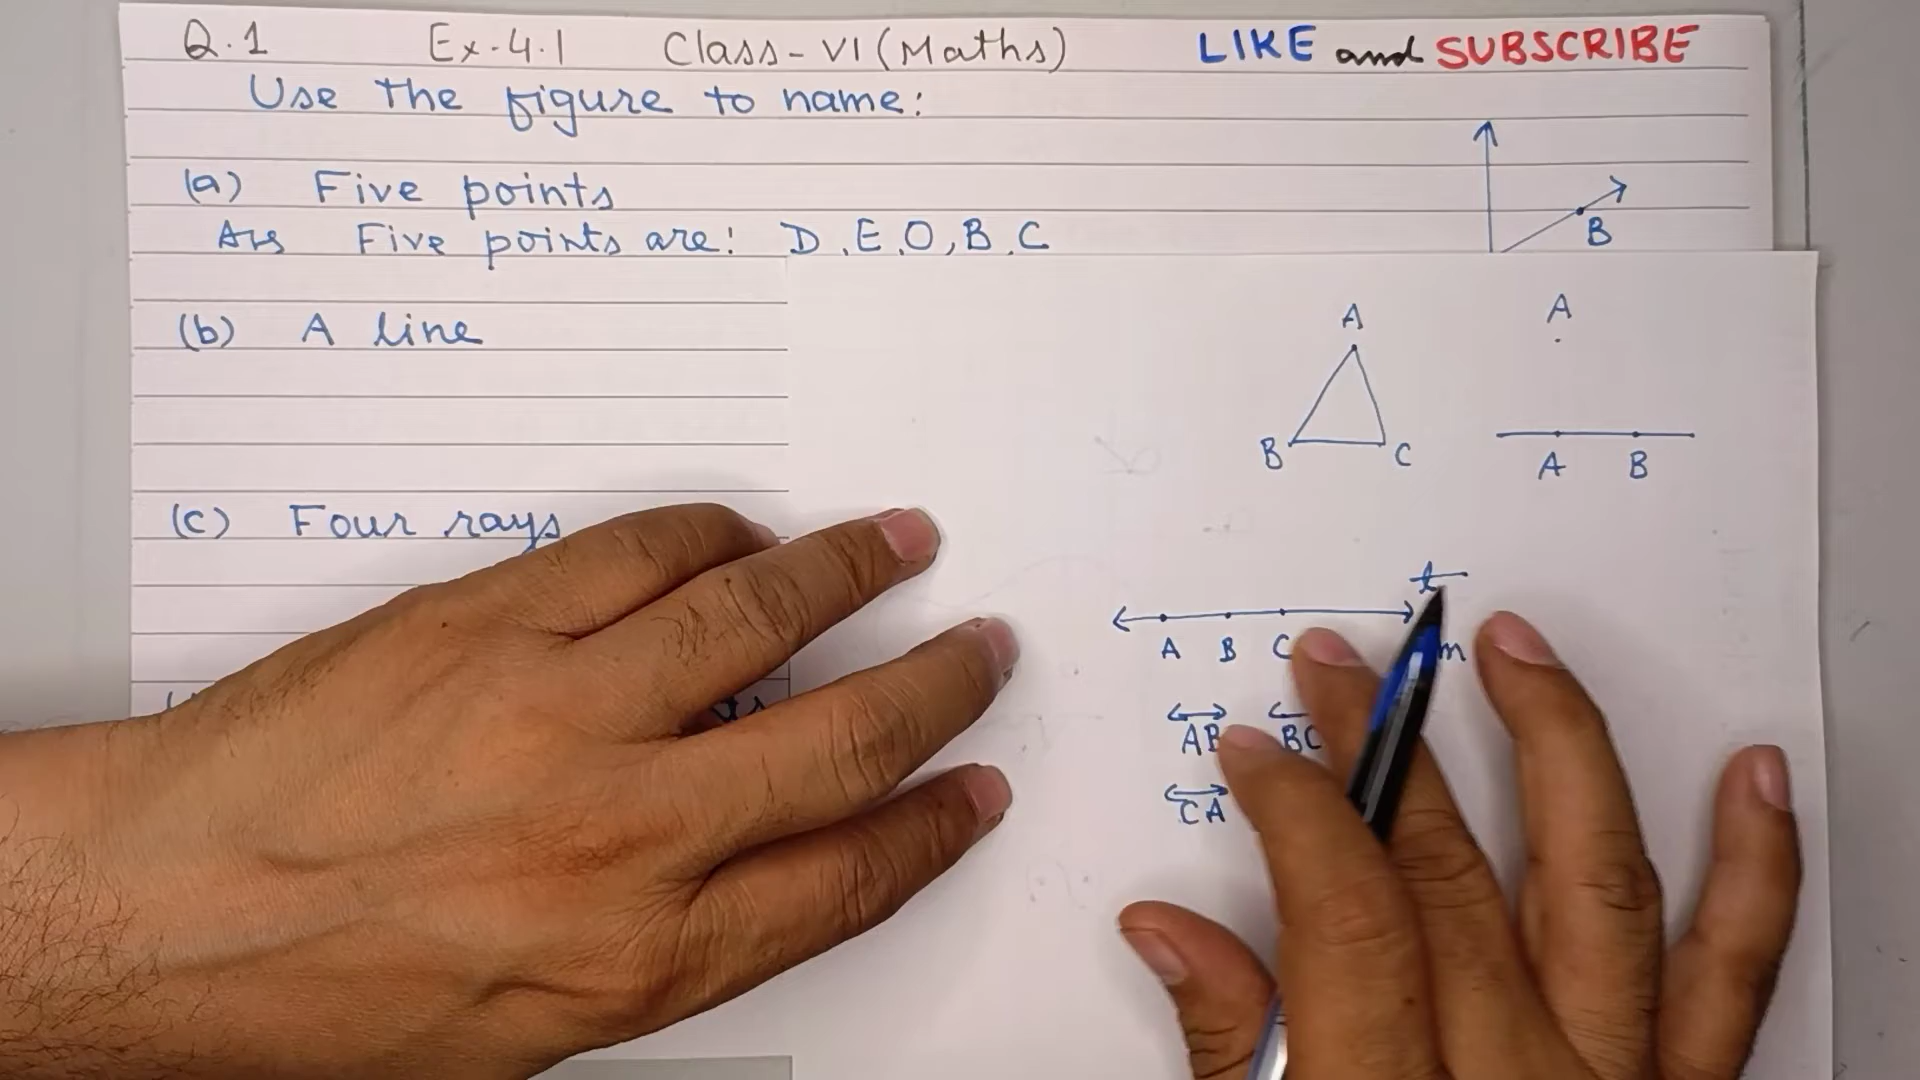 Q.1 Ex-4.1 Class-VI (Maths) LIKE and SUBSCRIBE
Use the figure to name:
(a) Five points
Ans Five points are: D, E, O, B, C
B
(b) A line
(c) Four rays
A
A
B
C
A B
A B C
m
AB BC
CA